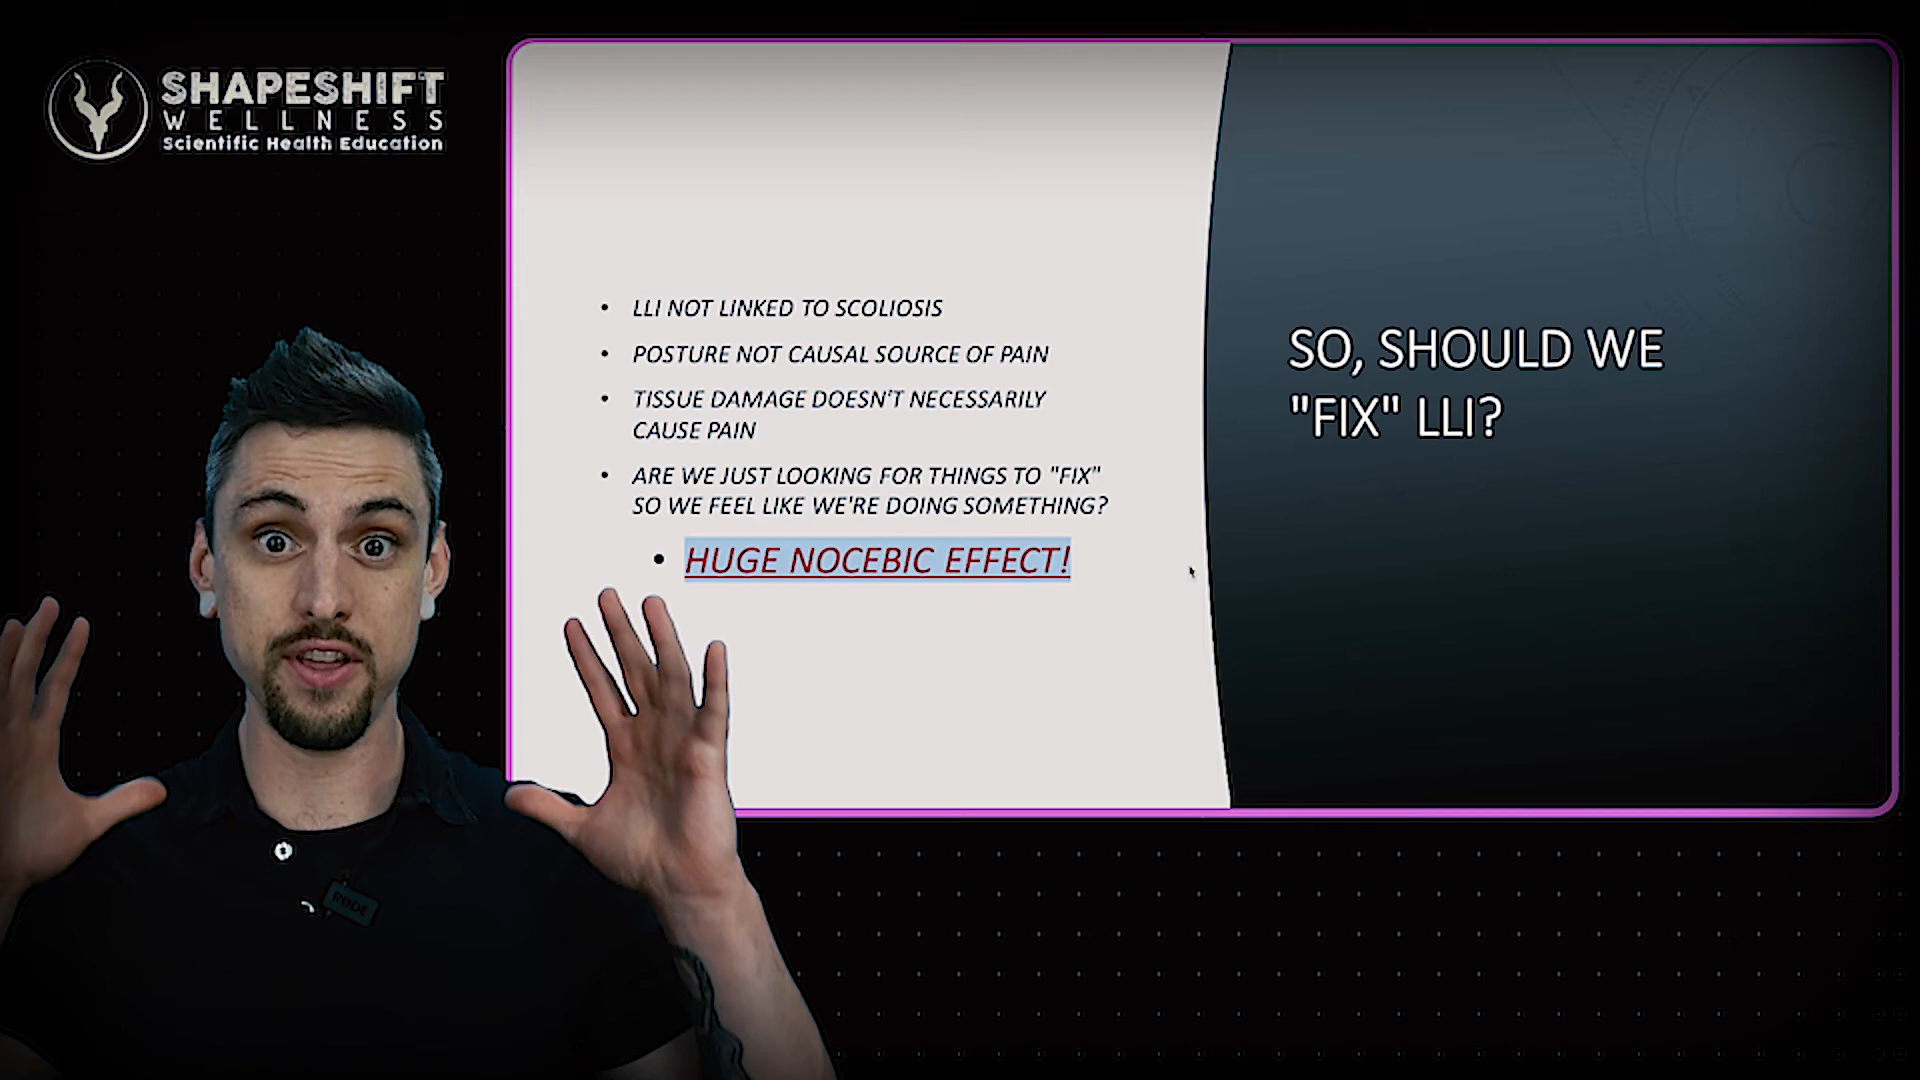 SHAPESHIFT
WELLNESS
Scientific Health Education
• LLI NOT LINKED TO SCOLIOSIS
• POSTURE NOT CAUSAL SOURCE OF PAIN
• TISSUE DAMAGE DOESN'T NECESSARILY
CAUSE PAIN
• ARE WE JUST LOOKING FOR THINGS TO "FIX"
SO WE FEEL LIKE WE'RE DOING SOMETHING?
• HUGE NOCEBIC EFFECT!
SO, SHOULD WE
"FIX" LLI?
RØDE